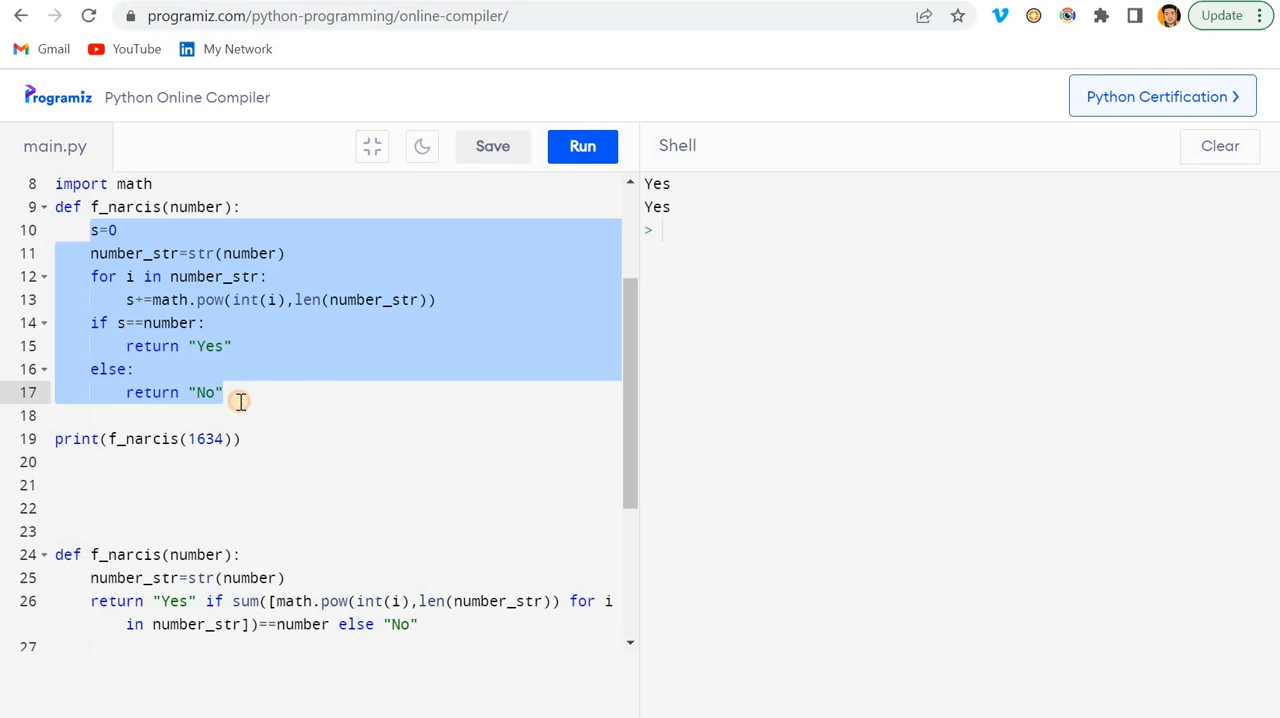 programiz.com/python-programming/online-compiler/
Update
Gmail
YouTube
My Network
Programiz
Python Online Compiler
Python Certification
main.py
Save
Run
Shell
Clear
8 import math
9 def f_narcis(number):
10 s=0
11 number_str=str(number)
12 for i in number_str:
13 s+=math.pow(int(i),len(number_str))
14 if s==number:
15 return "Yes"
16 else:
17 return "No"
18
19 print(f_narcis(1634))
20
21
22
23
24 def f_narcis(number):
25 number_str=str(number)
26 return "Yes" if sum([math.pow(int(i),len(number_str)) for i
in number_str])==number else "No"
27
Yes
Yes
>